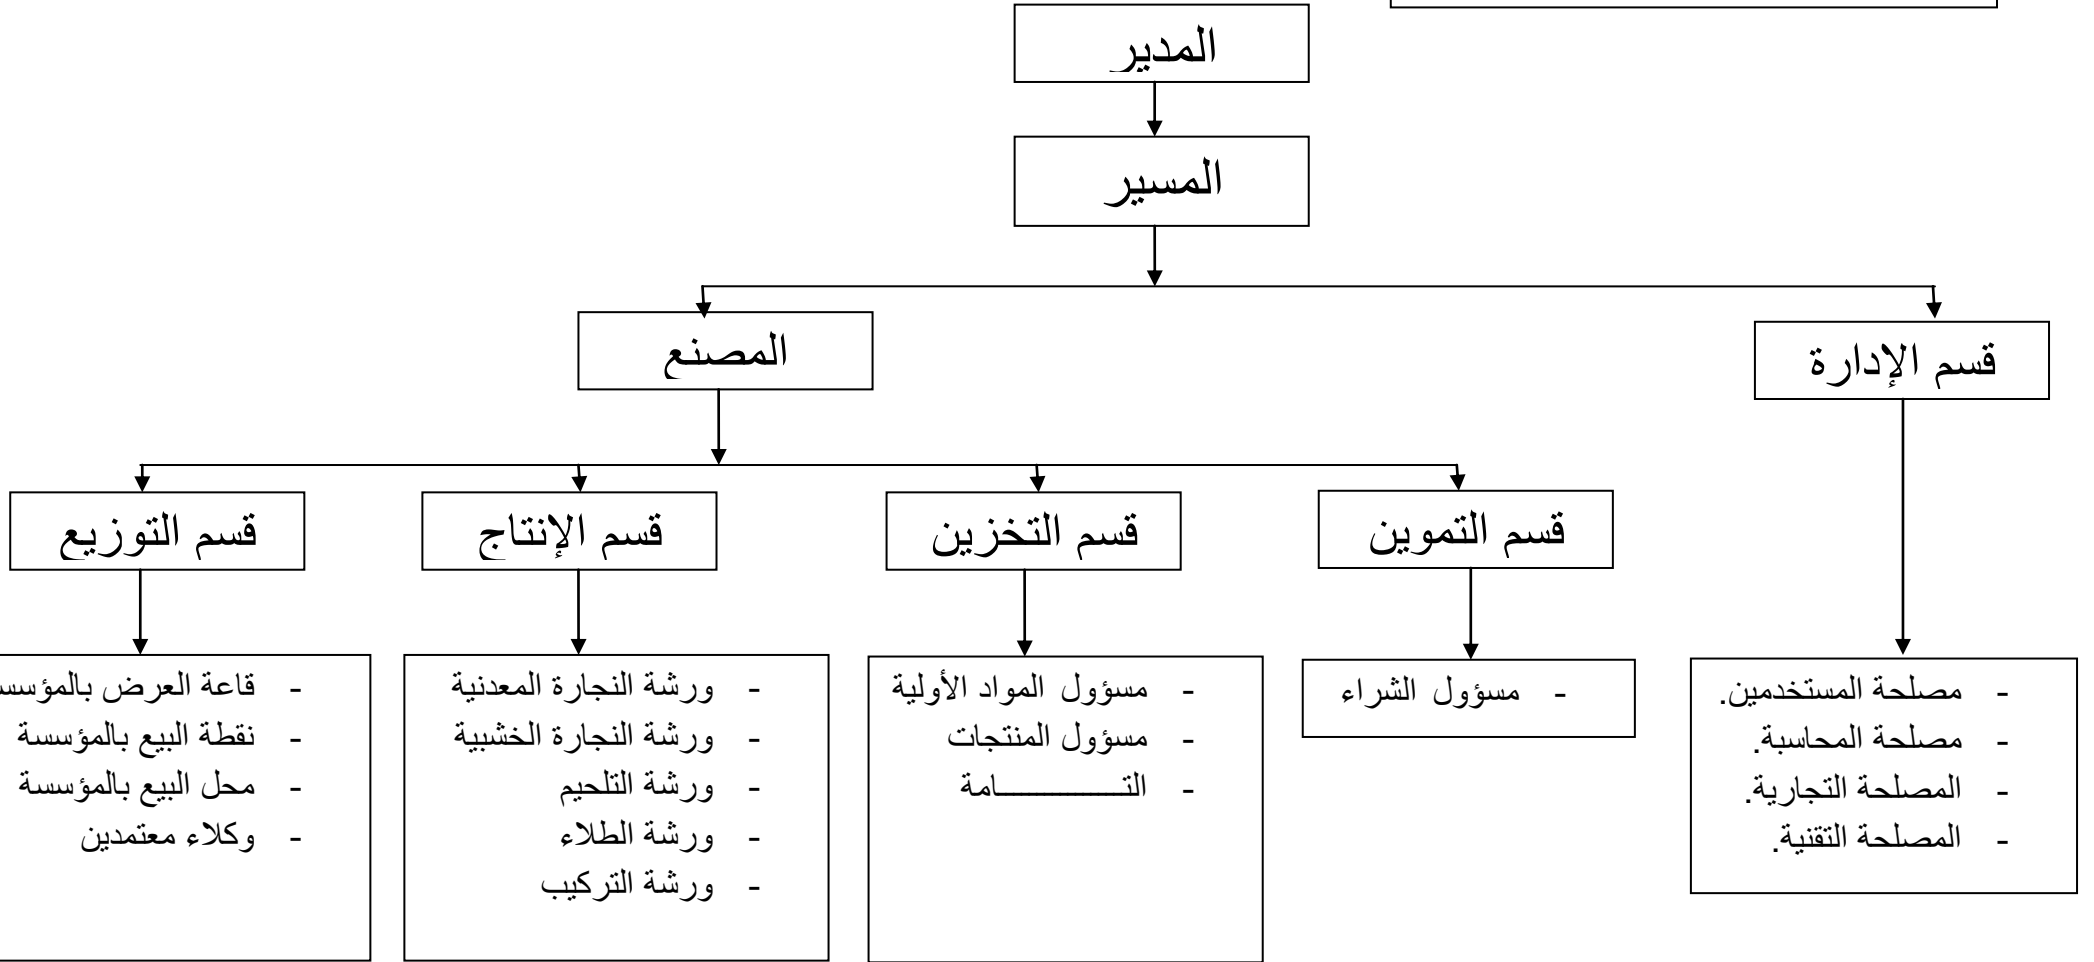 المدير
المسير
قسم الإدارة
المصنع
قسم التموين
قسم التخزين
قسم الإنتاج
قسم التوزيع
- مصلحة المستخدمين.
- مصلحة المحاسبة.
- المصلحة التجارية.
- المصلحة التقنية.
- مسؤول الشراء
- مسؤول المواد الأولية
- مسؤول المنتجات
- التـــــــــــــامة
- ورشة النجارة المعدنية
- ورشة النجارة الخشبية
- ورشة التلحيم
- ورشة الطلاء
- ورشة التركيب
- قاعة العرض
- نقطة البيع بالمؤسسة
- محل البيع بالمؤسسة
- وكلاء معتمدين